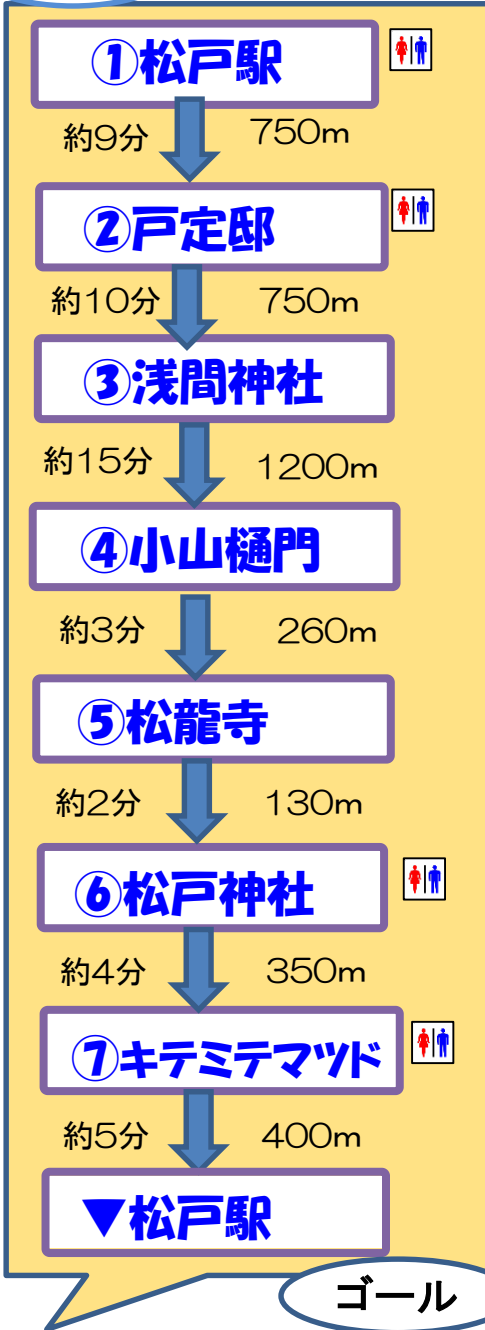 ①松戸駅
約9分 750m
②戸定邸
約10分 750m
③浅間神社
約15分 1200m
④小山樋門
約3分 260m
⑤松龍寺
約2分 130m
⑥松戸神社
約4分 350m
⑦キテミテマツド
約5分 400m
▼松戸駅
ゴール